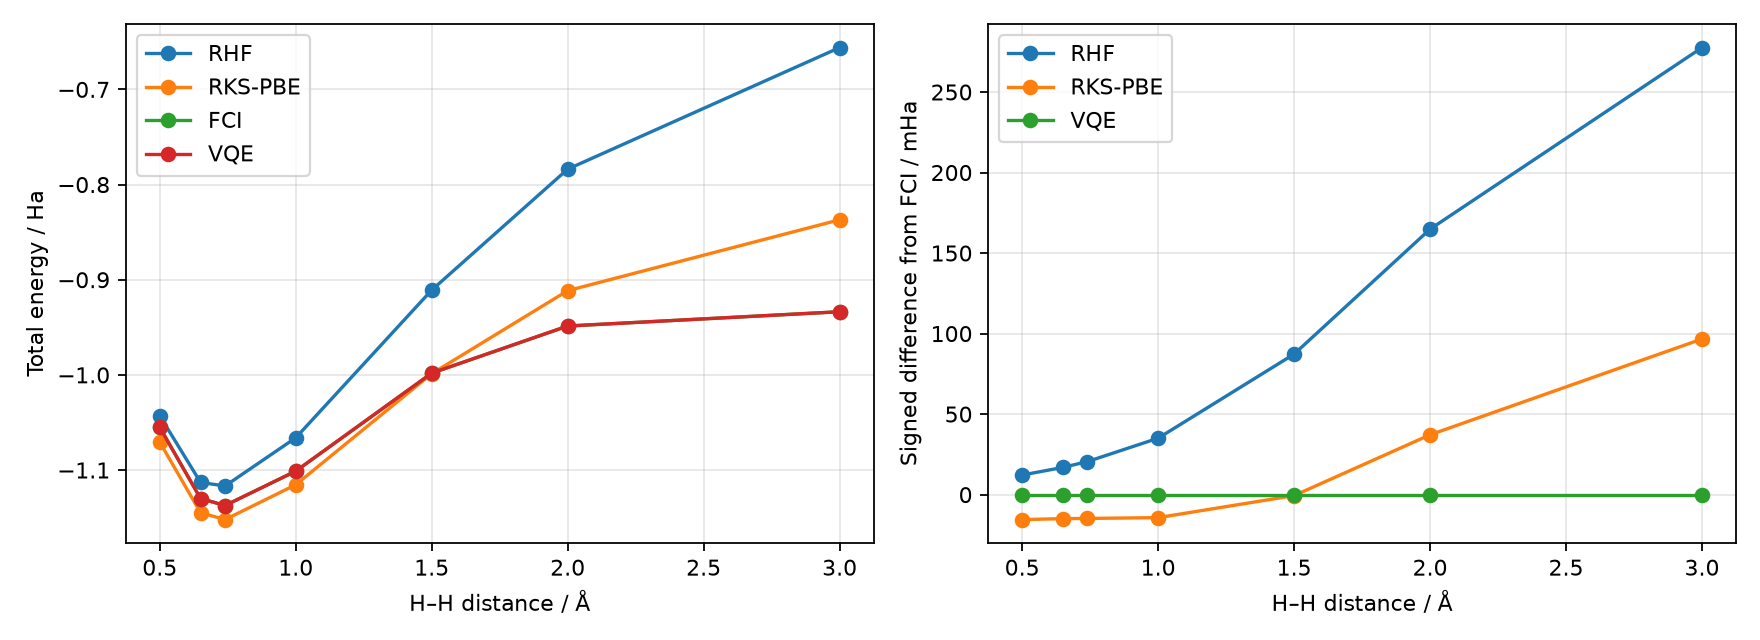 RHF
RKS-PBE
FCI
VQE
−0.7
−0.8
−0.9
−1.0
−1.1
Total energy / Ha
0.5 1.0 1.5 2.0 2.5 3.0
H–H distance / Å
RHF
RKS-PBE
VQE
250
200
150
100
50
0
Signed difference from FCI / mHa
0.5 1.0 1.5 2.0 2.5 3.0
H–H distance / Å